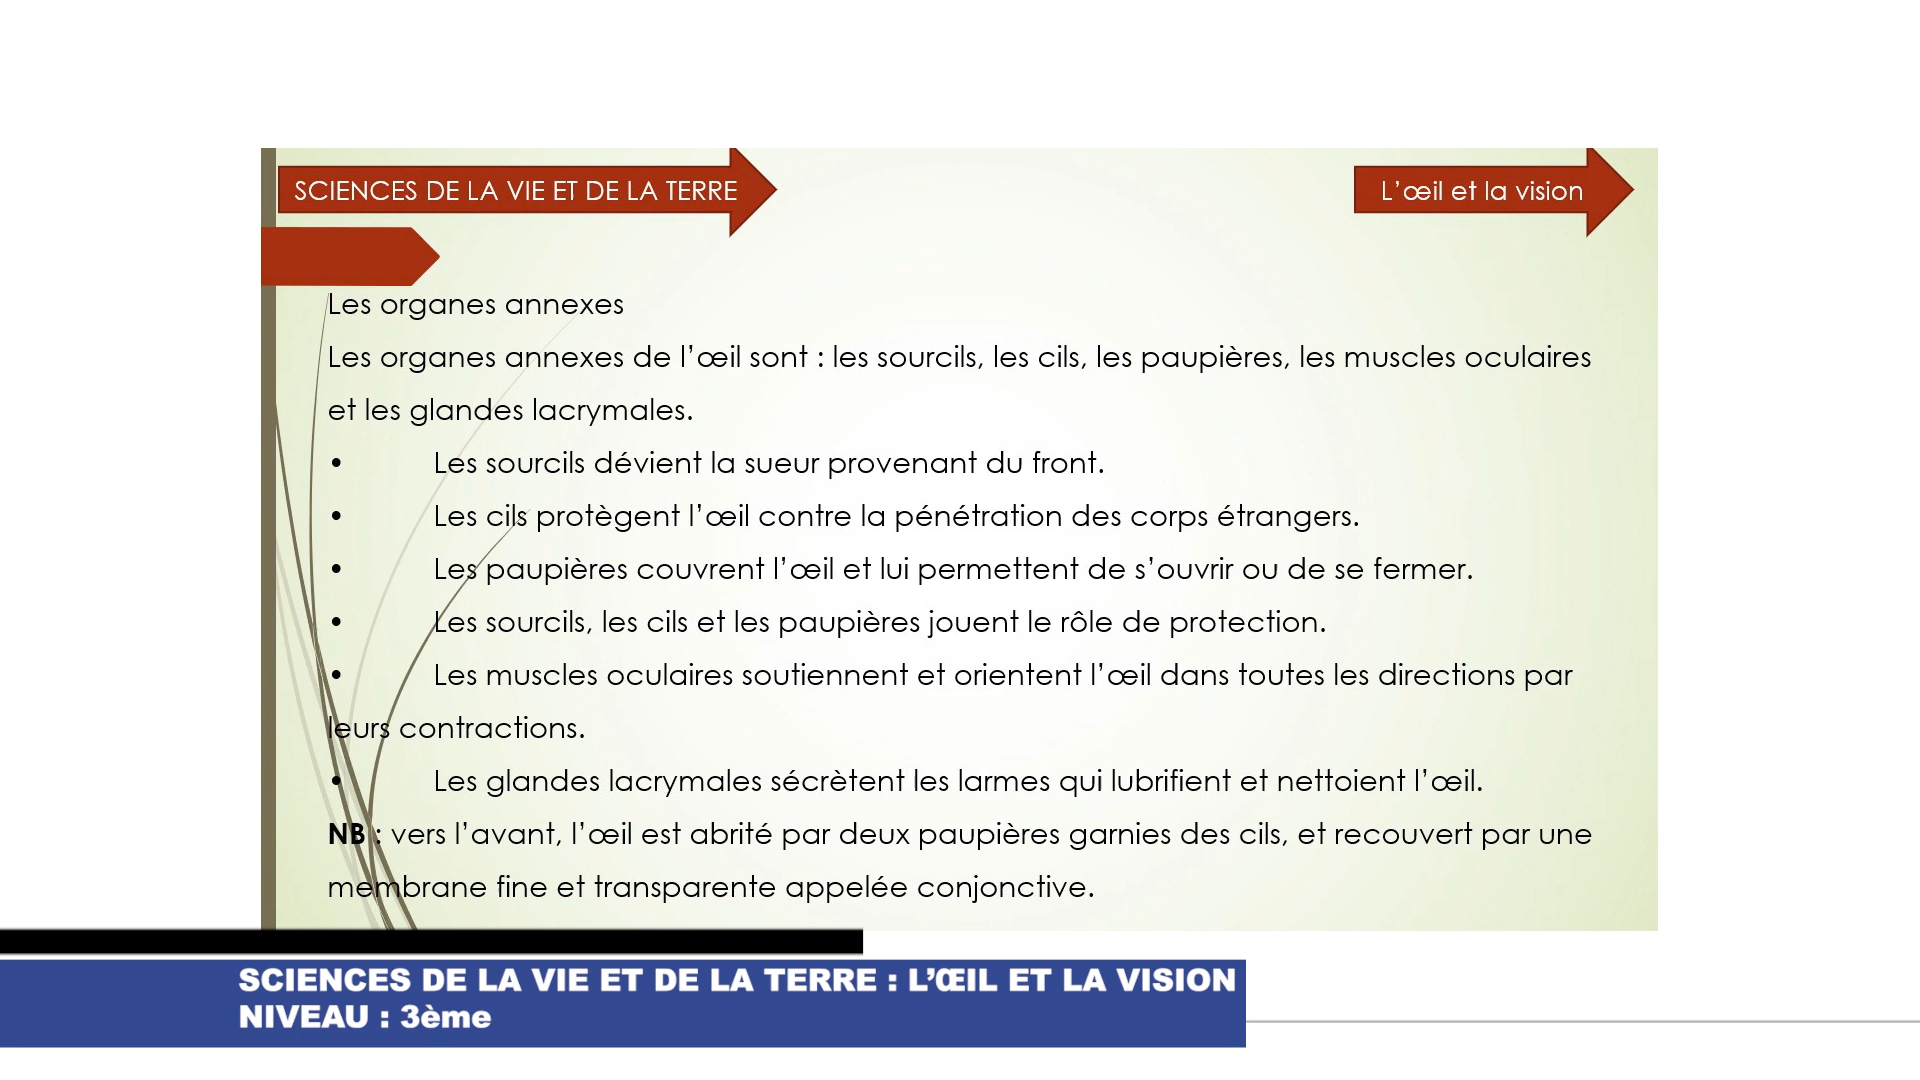 SCIENCES DE LA VIE ET DE LA TERRE
L’œil et la vision
Les organes annexes
Les organes annexes de l’œil sont : les sourcils, les cils, les paupières, les muscles oculaires
et les glandes lacrymales.
• Les sourcils dévient la sueur provenant du front.
• Les cils protègent l’œil contre la pénétration des corps étrangers.
• Les paupières couvrent l’œil et lui permettent de s’ouvrir ou de se fermer.
• Les sourcils, les cils et les paupières jouent le rôle de protection.
• Les muscles oculaires soutiennent et orientent l’œil dans toutes les directions par
leurs contractions.
• Les glandes lacrymales sécrètent les larmes qui lubrifient et nettoient l’œil.
NB : vers l’avant, l’œil est abrité par deux paupières garnies des cils, et recouvert par une
membrane fine et transparente appelée conjonctive.
SCIENCES DE LA VIE ET DE LA TERRE : L’ŒIL ET LA VISION
NIVEAU : 3ème